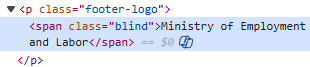 ▼<p class="footer-logo">
<span class="blind">Ministry of Employment
and Labor</span> == $0
</p>